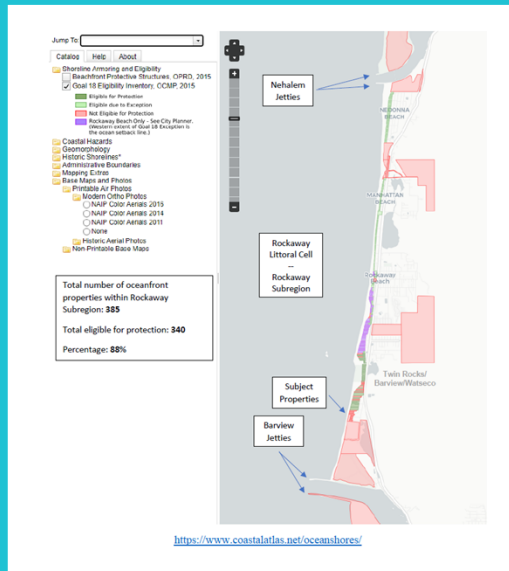 Jump To:
Catalog Help About
Shoreline Armoring and Eligibility
Beachfront Protective Structures, OPRD, 2015
Goal 18 Eligibility Inventory, OCMP, 2015
Eligible for Protection
Eligible due to Exception
Not Eligible for Protection
Rockaway Beach Only - See City Planner.
(Western extent of Goal 18 Exception is
the ocean setback line.)
Coastal Hazards
Geomorphology
Historic Shorelines*
Administrative Boundaries
Mapping Extras
Base Maps and Photos
Printable Air Photos
Modern Ortho Photos
NAIP Color Aerials 2015
NAIP Color Aerials 2014
NAIP Color Aerials 2011
None
Historic Aerial Photos
Non-Printable Base Maps
Total number of oceanfront
properties within Rockaway
Subregion: 385
Total eligible for protection: 340
Percentage: 88%
Nehalem
Jetties
NEDONNA
BEACH
MANHATTAN
BEACH
Rockaway
Littoral Cell
--
Rockaway
Subregion
Rockaway
Beach
Twin Rocks/
Barview/Watseco
Subject
Properties
Barview
Jetties
https://www.coastalatlas.net/oceanshores/